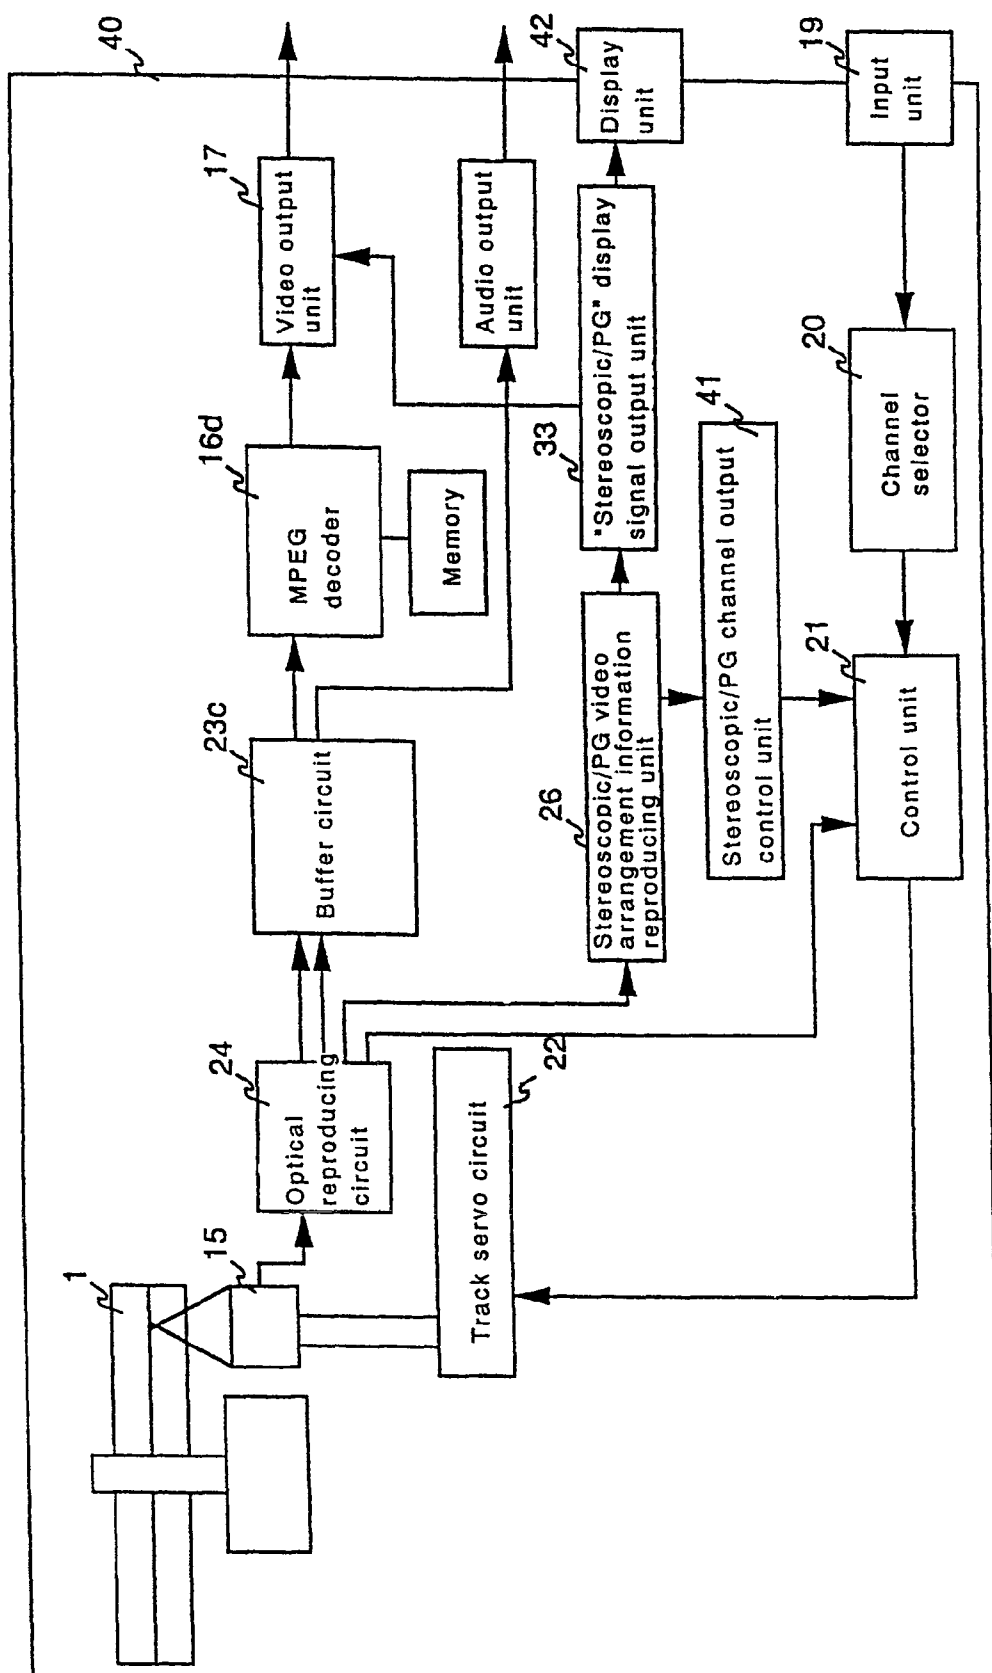 40
1
15
24
Optical
reproducing
circuit
23c
Buffer circuit
16d
MPEG
decoder
Memory
17
Video output
unit
Audio output
unit
22
Track servo circuit
26
Stereoscopic/PG video
arrangement information
reproducing unit
33
"Stereoscopic/PG" display
signal output unit
42
Display
unit
41
Stereoscopic/PG channel output
control unit
21
Control unit
20
Channel
selector
19
Input
unit